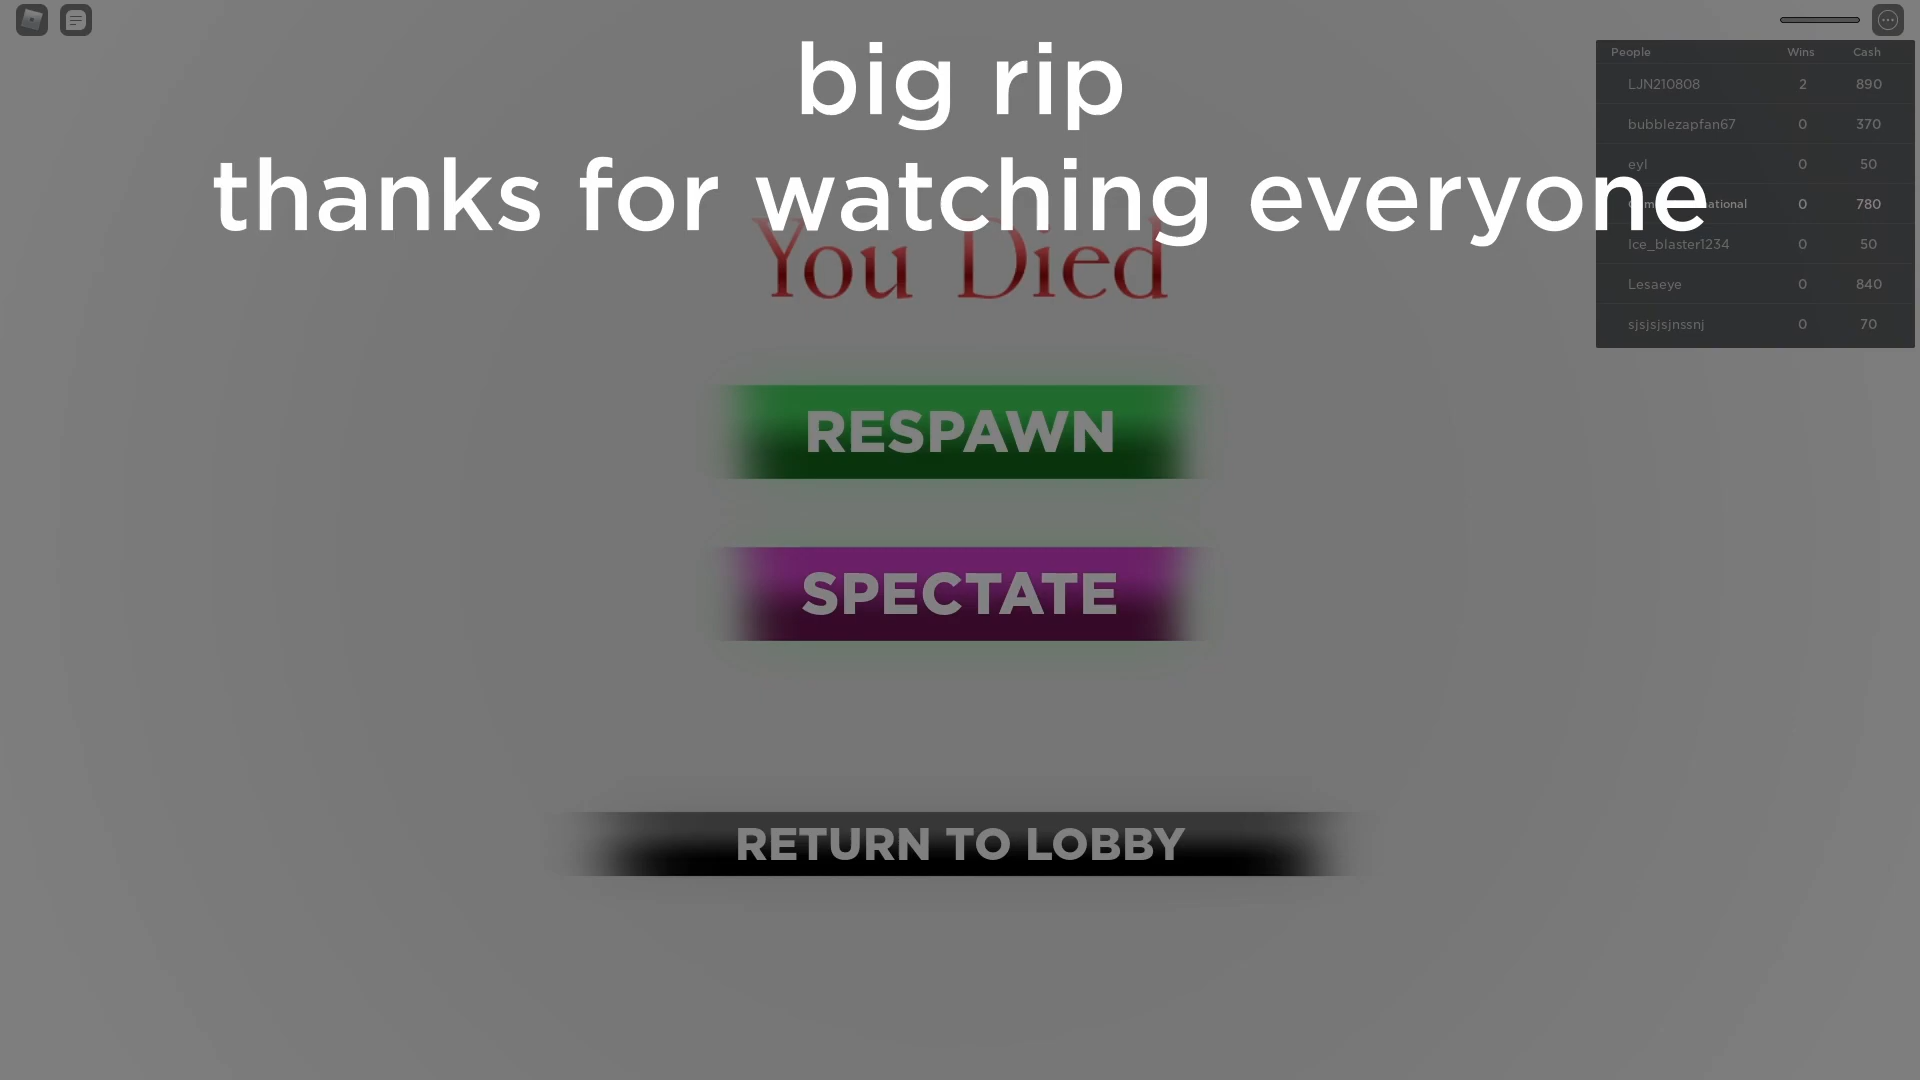 big rip
thanks for watching everyone
You Died
RESPAWN
SPECTATE
RETURN TO LOBBY
People Wins Cash
LJN210808 2 890
bubblezapfan67 0 370
eyl 0 50
0 780
Ice_blaster1234 0 50
Lesaeye 0 840
sjsjsjsjnssnj 0 70